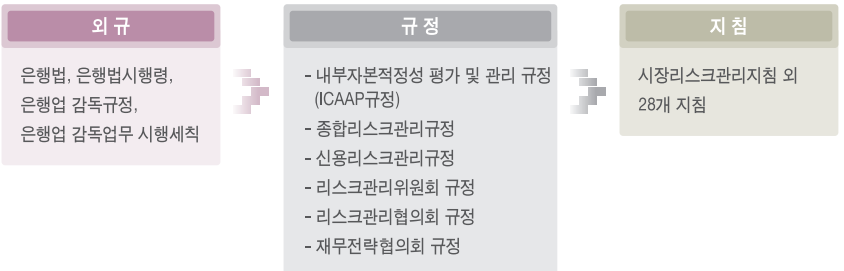 외 규
은행법, 은행법시행령,
은행업 감독규정,
은행업 감독업무 시행세칙
규 정
- 내부자본적정성 평가 및 관리 규정
(ICAAP규정)
- 종합리스크관리규정
- 신용리스크관리규정
- 리스크관리위원회 규정
- 리스크관리협의회 규정
- 재무전략협의회 규정
지 침
시장리스크관리지침 외
28개 지침